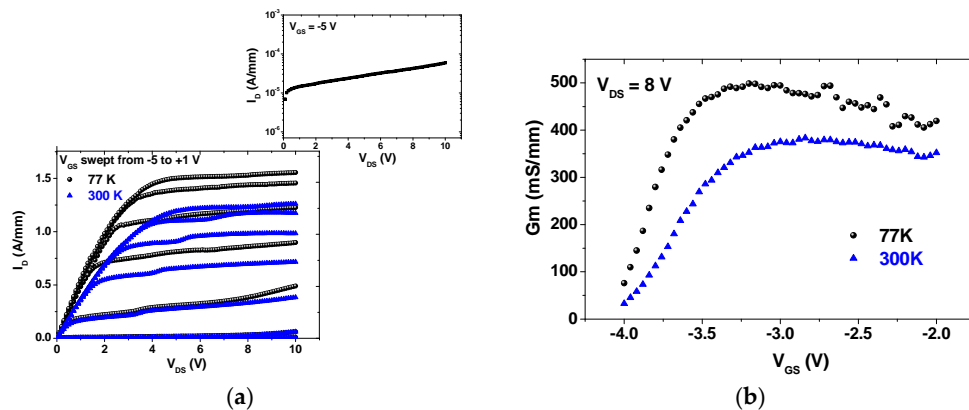 10⁻³
V_GS = -5 V
10⁻⁴
I_D (A/mm)
10⁻⁵
10⁻⁶
0 2 4 6 8 10
V_DS (V)
V_GS swept from -5 to +1 V
77 K
300 K
1.5
1.0
0.5
0.0
I_D (A/mm)
0 2 4 6 8 10
V_DS (V)
(a)
V_DS = 8 V
500
400
300
200
100
0
Gm (mS/mm)
77K
300K
-4.0 -3.5 -3.0 -2.5 -2.0
V_GS (V)
(b)